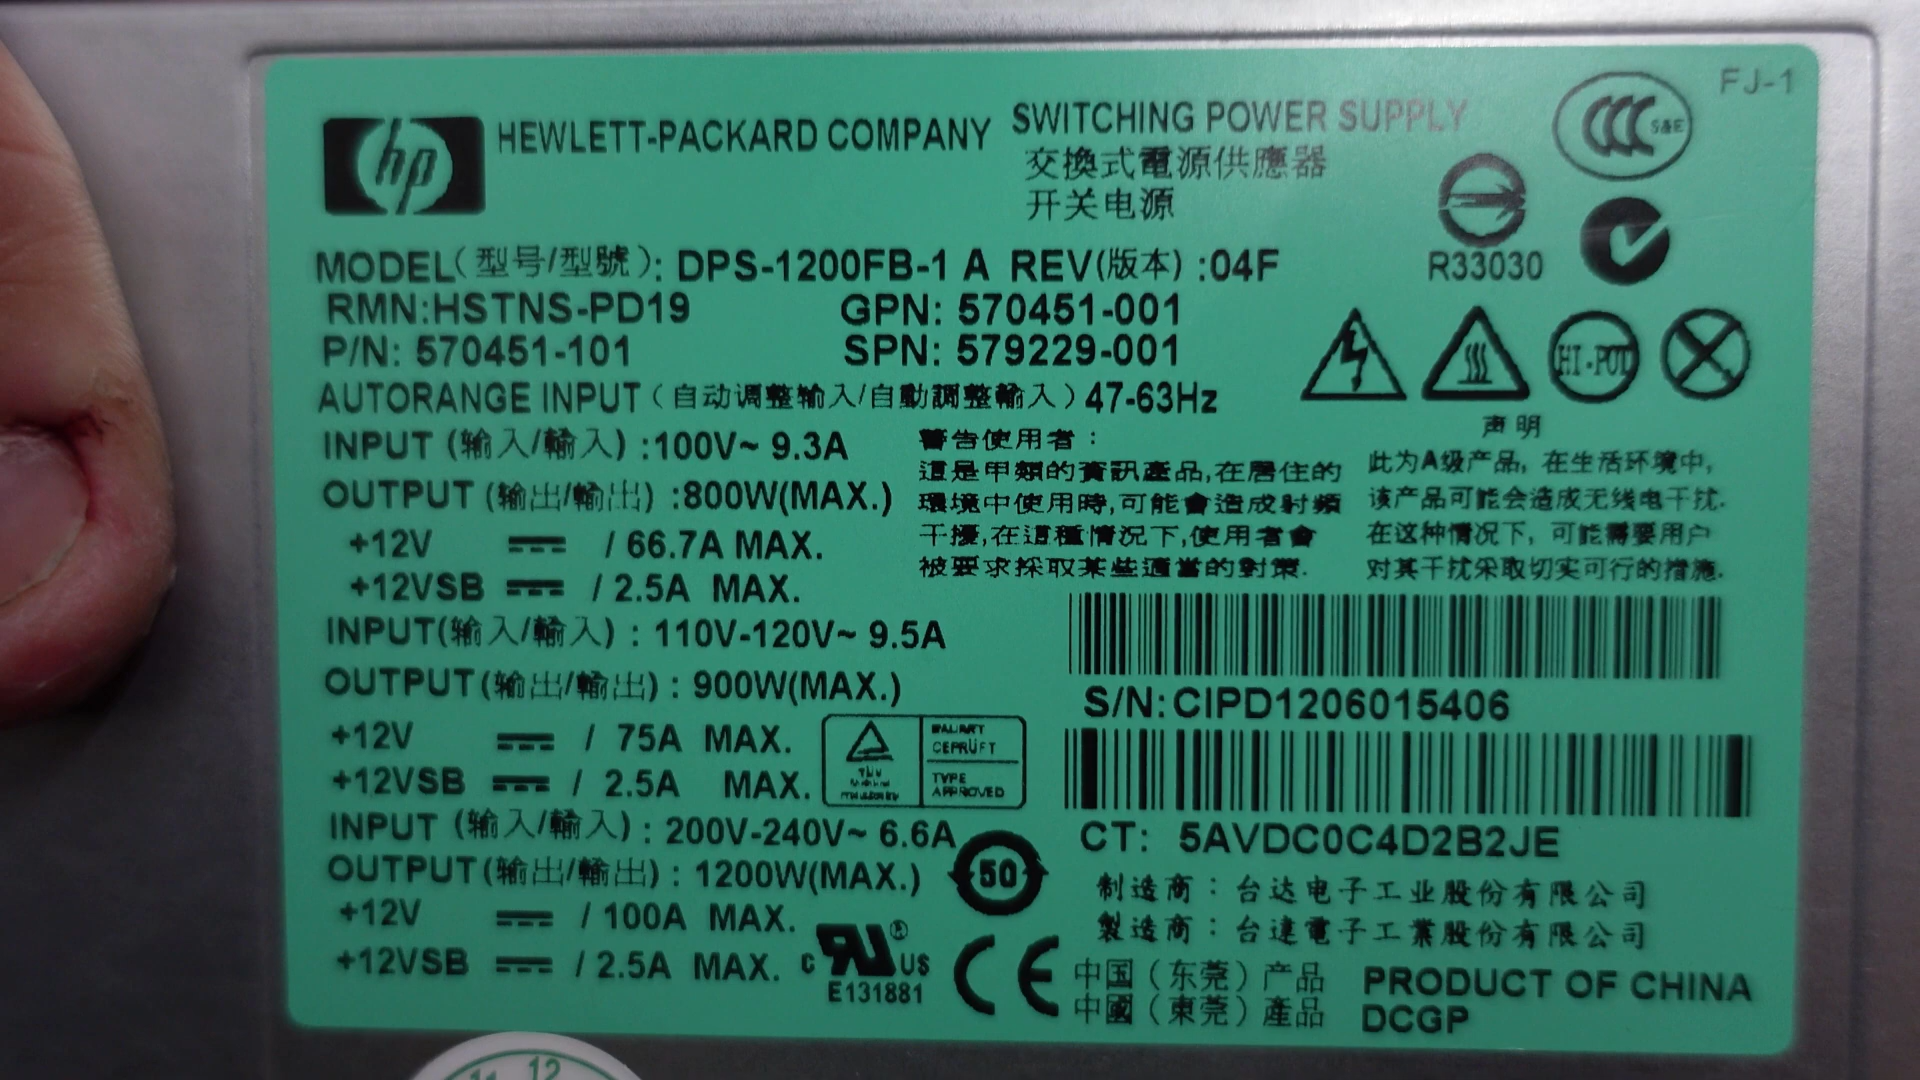 hp HEWLETT-PACKARD COMPANY
SWITCHING POWER SUPPLY
交換式電源供應器
开关电源
S&E
FJ-1
R33030
MODEL(型号/型號): DPS-1200FB-1 A REV(版本) :04F
RMN:HSTNS-PD19 GPN: 570451-001
P/N: 570451-101 SPN: 579229-001
AUTORANGE INPUT (自动调整输入/自動調整輸入) 47-63Hz
HI-POT
INPUT (输入/輸入) :100V~ 9.3A
OUTPUT (输出/輸出) :800W(MAX.)
+12V / 66.7A MAX.
+12VSB / 2.5A MAX.
INPUT(输入/輸入) : 110V-120V~ 9.5A
OUTPUT(输出/輸出) : 900W(MAX.)
+12V / 75A MAX.
+12VSB / 2.5A MAX.
INPUT (输入/輸入) : 200V-240V~ 6.6A
OUTPUT(输出/輸出) : 1200W(MAX.)
+12V / 100A MAX.
+12VSB / 2.5A MAX.
警告使用者：
這是甲類的資訊產品,在居住的
環境中使用時,可能會造成射頻
干擾,在這種情況下,使用者會
被要求採取某些適當的對策.
声明
此为A级产品, 在生活环境中,
该产品可能会造成无线电干扰.
在这种情况下, 可能需要用户
对其干扰采取切实可行的措施.
S/N: CIPD1206015406
CT: 5AVDC0C4D2B2JE
TÜV
BAUART
GEPRÜFT
TYPE
APPROVED
50
c US ®
E131881
CE
制造商：台达电子工业股份有限公司
製造商：台達電子工業股份有限公司
中国（东莞）产品
中國（東莞）產品
PRODUCT OF CHINA
DCGP
11 12